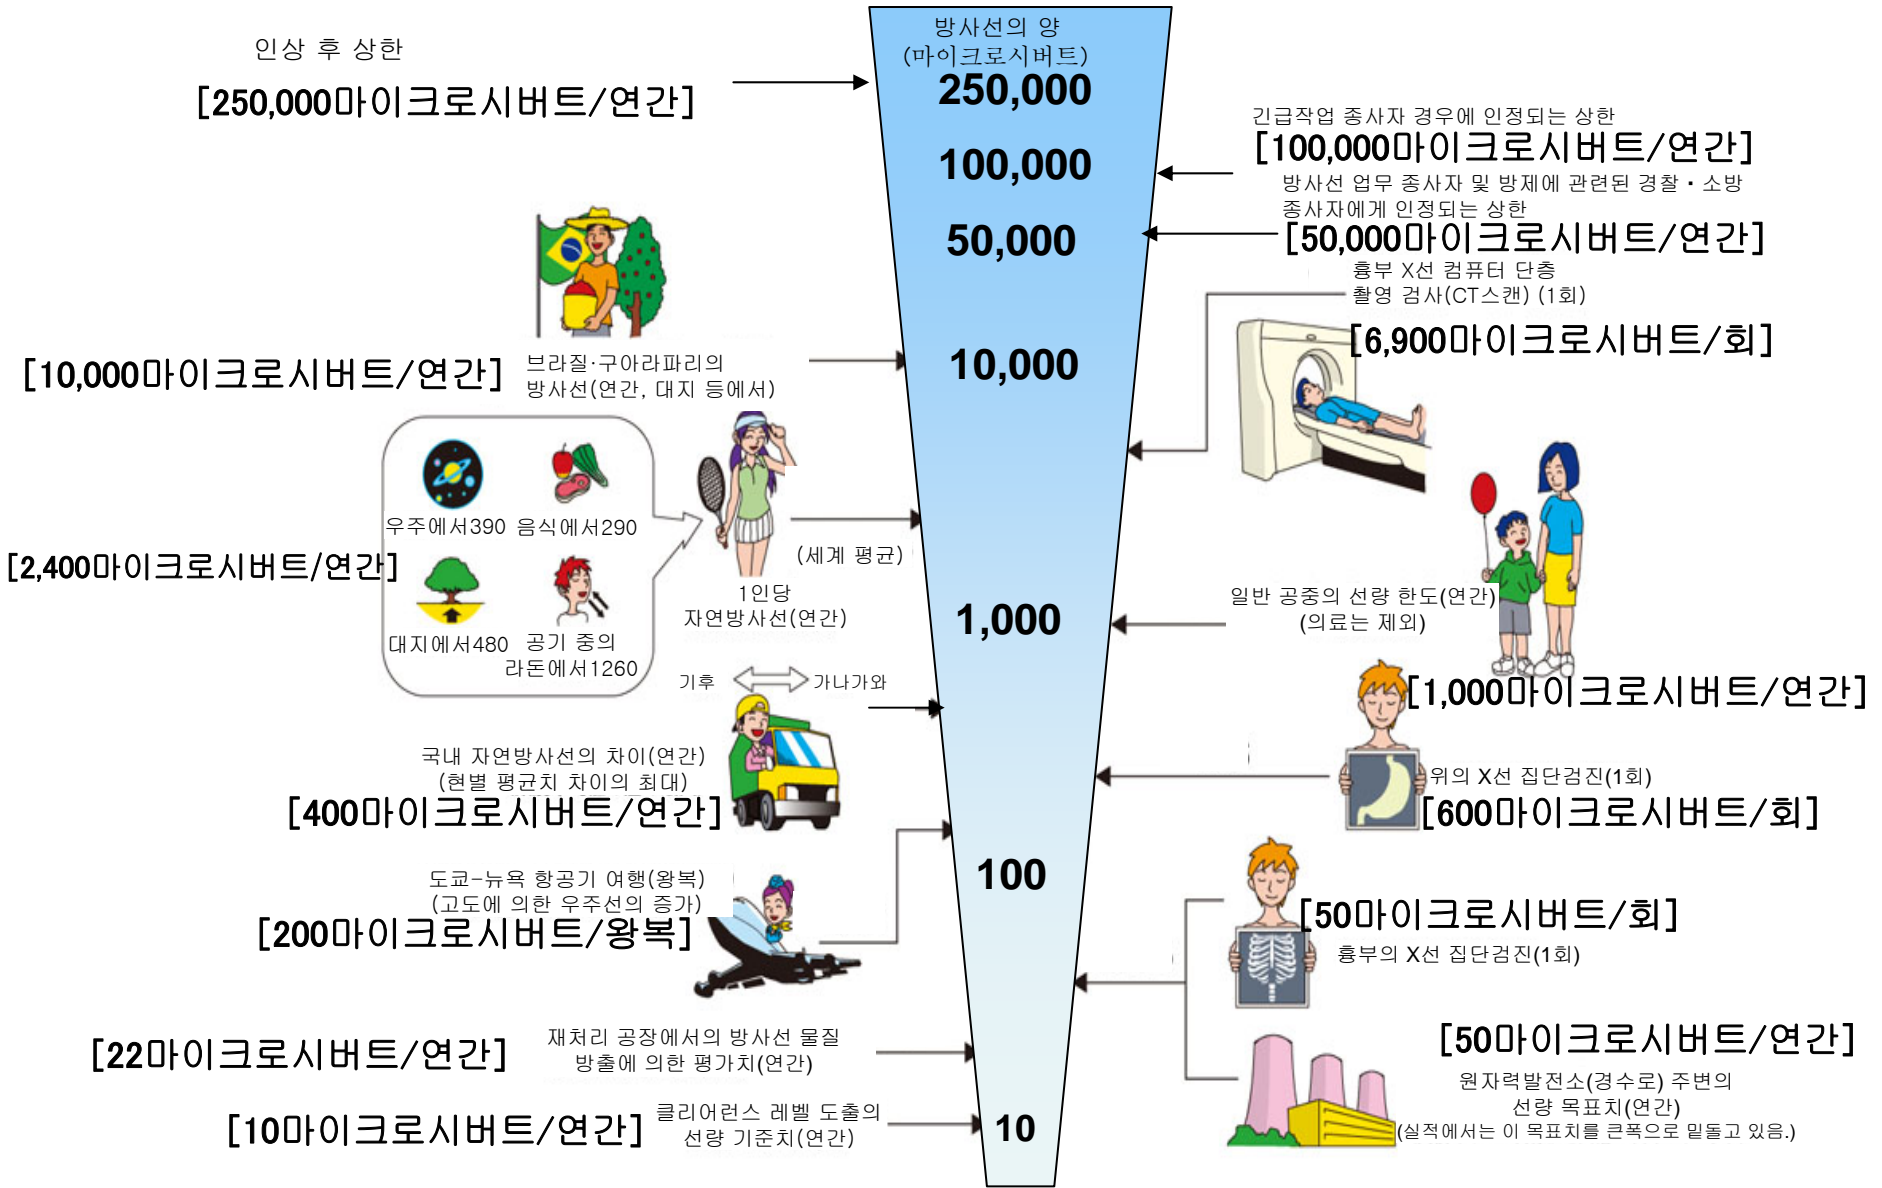 방사선의 양
(마이크로시버트)
250,000
100,000
50,000
10,000
1,000
100
10
인상 후 상한
[250,000마이크로시버트/연간]
[10,000마이크로시버트/연간]
브라질·구아라파리의
방사선(연간, 대지 등에서)
우주에서390 음식에서290
[2,400마이크로시버트/연간]
대지에서480
공기 중의
라돈에서1260
(세계 평균)
1인당
자연방사선(연간)
기후
가나가와
국내 자연방사선의 차이(연간)
(현별 평균치 차이의 최대)
[400마이크로시버트/연간]
도쿄-뉴욕 항공기 여행(왕복)
(고도에 의한 우주선의 증가)
[200마이크로시버트/왕복]
[22마이크로시버트/연간]
재처리 공장에서의 방사선 물질
방출에 의한 평가치(연간)
[10마이크로시버트/연간]
클리어런스 레벨 도출의
선량 기준치(연간)
긴급작업 종사자 경우에 인정되는 상한
[100,000마이크로시버트/연간]
방사선 업무 종사자 및 방제에 관련된 경찰・소방
종사자에게 인정되는 상한
[50,000마이크로시버트/연간]
흉부 X선 컴퓨터 단층
촬영 검사(CT스캔) (1회)
[6,900마이크로시버트/회]
일반 공중의 선량 한도(연간)
(의료는 제외)
[1,000마이크로시버트/연간]
위의 X선 집단검진(1회)
[600마이크로시버트/회]
[50마이크로시버트/회]
흉부의 X선 집단검진(1회)
[50마이크로시버트/연간]
원자력발전소(경수로) 주변의
선량 목표치(연간)
(실적에서는 이 목표치를 큰폭으로 밑돌고 있음.)